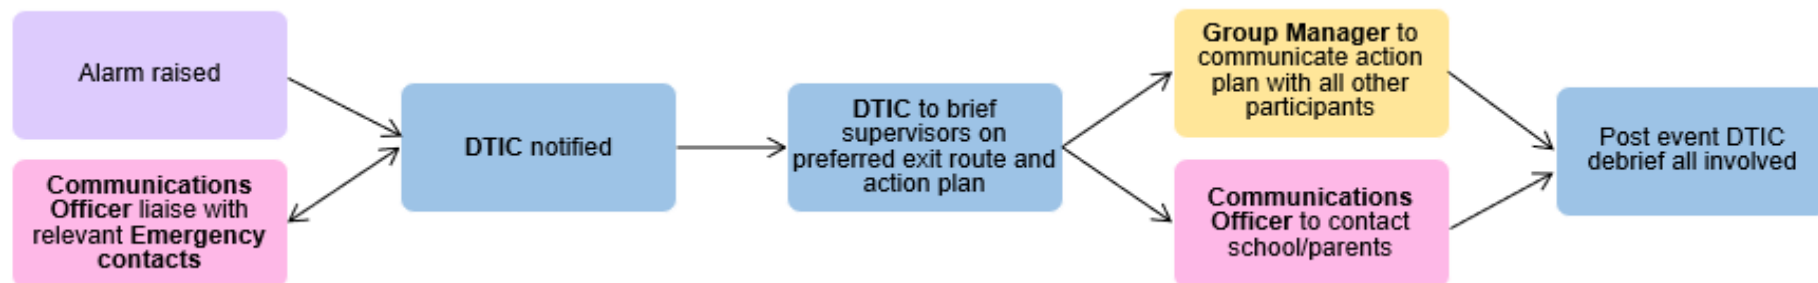 Alarm raised
Communications
Officer liaise with
relevant Emergency
contacts
DTIC notified
DTIC to brief
supervisors on
preferred exit route and
action plan
Group Manager to
communicate action
plan with all other
participants
Communications
Officer to contact
school/parents
Post event DTIC
debrief all involved